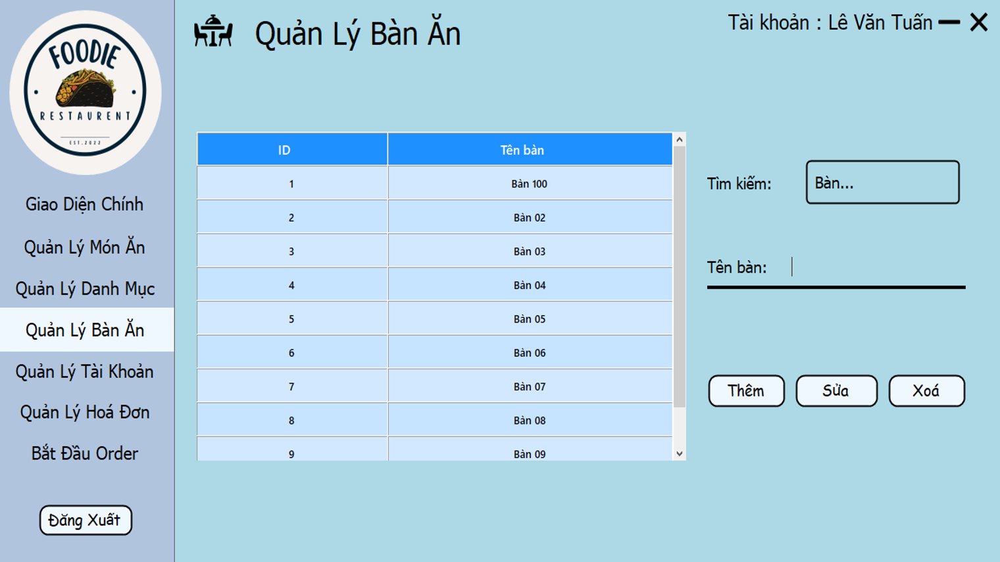 FOODIE
RESTAURENT
EST.2022
Giao Diện Chính
Quản Lý Món Ăn
Quản Lý Danh Mục
Quản Lý Bàn Ăn
Quản Lý Tài Khoản
Quản Lý Hoá Đơn
Bắt Đầu Order
Đăng Xuất
Quản Lý Bàn Ăn
Tài khoản : Lê Văn Tuấn
ID Tên bàn
1 Bàn 100
2 Bàn 02
3 Bàn 03
4 Bàn 04
5 Bàn 05
6 Bàn 06
7 Bàn 07
8 Bàn 08
9 Bàn 09
Tìm kiếm: Bàn...
Tên bàn:
Thêm Sửa Xoá